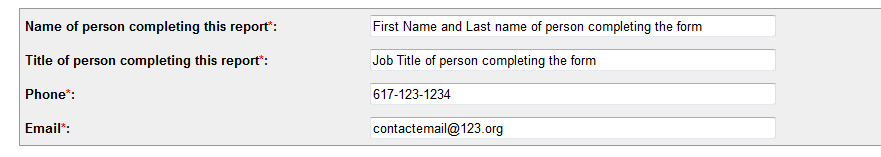 Name of person completing this report*: First Name and Last name of person completing the form
Title of person completing this report*: Job Title of person completing the form
Phone*: 617-123-1234
Email*: contactemail@123.org